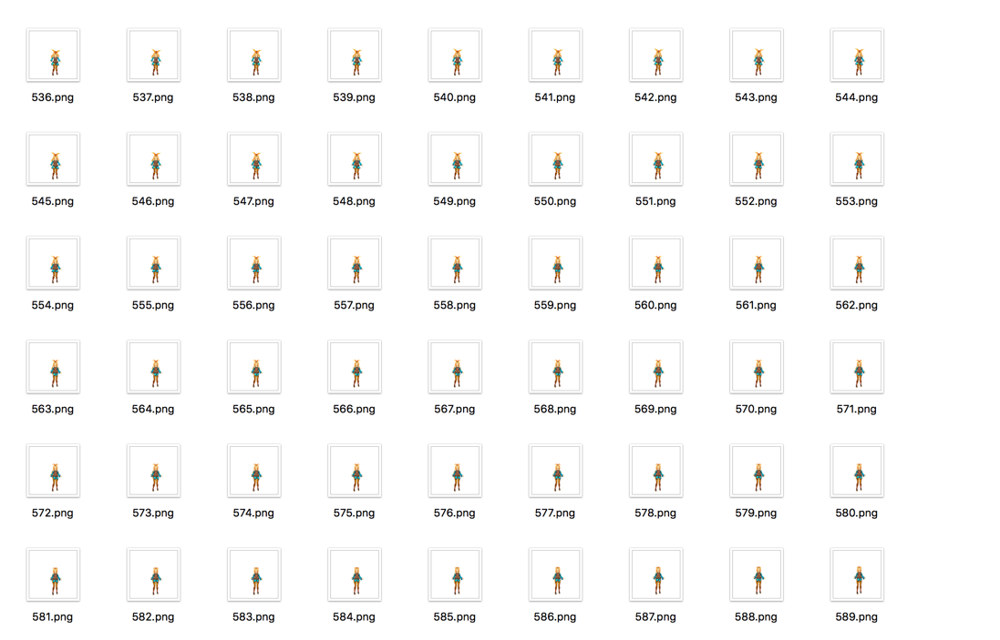 536.png 537.png 538.png 539.png 540.png 541.png 542.png 543.png 544.png
545.png 546.png 547.png 548.png 549.png 550.png 551.png 552.png 553.png
554.png 555.png 556.png 557.png 558.png 559.png 560.png 561.png 562.png
563.png 564.png 565.png 566.png 567.png 568.png 569.png 570.png 571.png
572.png 573.png 574.png 575.png 576.png 577.png 578.png 579.png 580.png
581.png 582.png 583.png 584.png 585.png 586.png 587.png 588.png 589.png